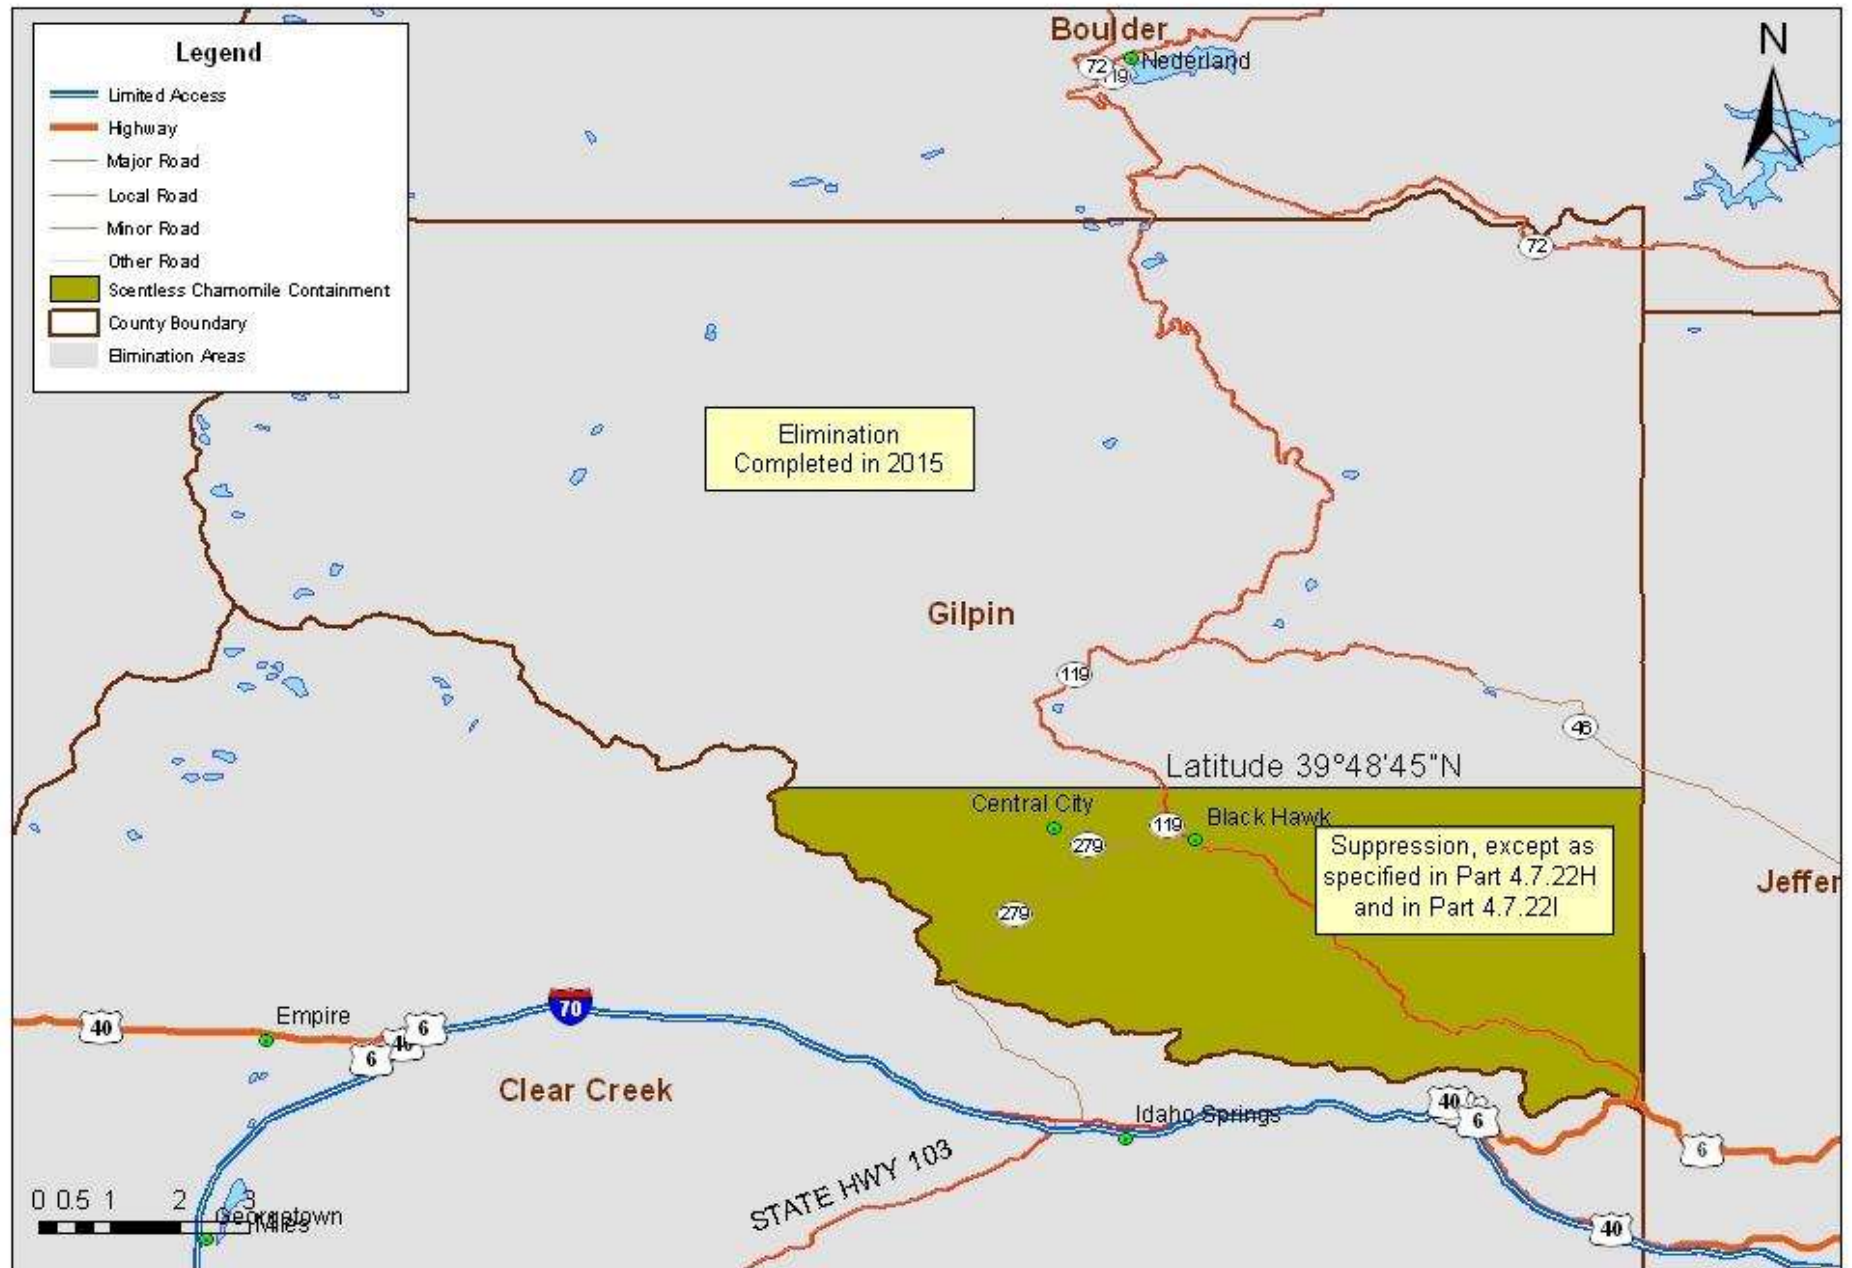 Legend
Limited Access
Highway
Major Road
Local Road
Minor Road
Other Road
Scentless Chamomile Containment
County Boundary
Elimination Areas
Boulder
Nederland
72
N
72
Elimination
Completed in 2015
Gilpin
119
46
Latitude 39°48'45"N
Central City
119
Black Hawk
279
Suppression, except as
specified in Part 4.7.22H
and in Part 4.7.22I
Jeffer
279
70
Empire
40
6
40
6
Clear Creek
Idaho Springs
40
6
6
STATE HWY 103
0 0.5 1 2 3
Miles
Georgetown
40